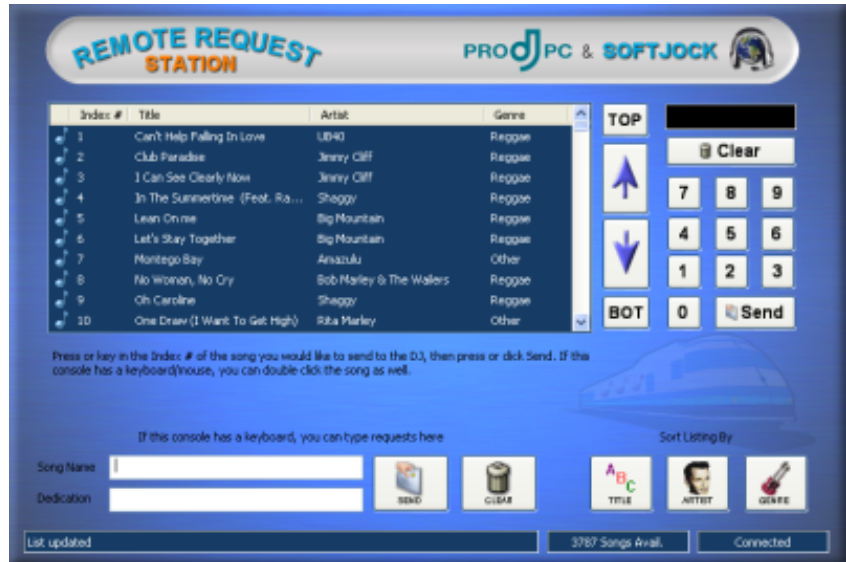 REMOTE REQUEST
STATION
PRO DJ PC & SOFTJOCK
Index # Title Artist Genre
1 Can't Help Falling In Love UB40 Reggae
2 Club Paradise Jimmy Cliff Reggae
3 I Can See Clearly Now Jimmy Cliff Reggae
4 In The Summertime (Feat. Ra... Shaggy Reggae
5 Lean On me Big Mountain Reggae
6 Let's Stay Together Big Mountain Reggae
7 Montego Bay Amazulu Other
8 No Woman, No Cry Bob Marley & The Wailers Reggae
9 Oh Caroline Shaggy Reggae
10 One Draw (I Want To Get High) Rita Marley Other
TOP
BOT
Clear
7 8 9
4 5 6
1 2 3
0 Send
Press or key in the Index # of the song you would like to send to the DJ, then press or click Send. If this
console has a keyboard/mouse, you can double click the song as well.
If this console has a keyboard, you can type requests here
Sort Listing By
Song Name
Dedication
SEND
CLEAR
ABC
TITLE
ARTIST
GENRE
List updated
3787 Songs Avail.
Connected